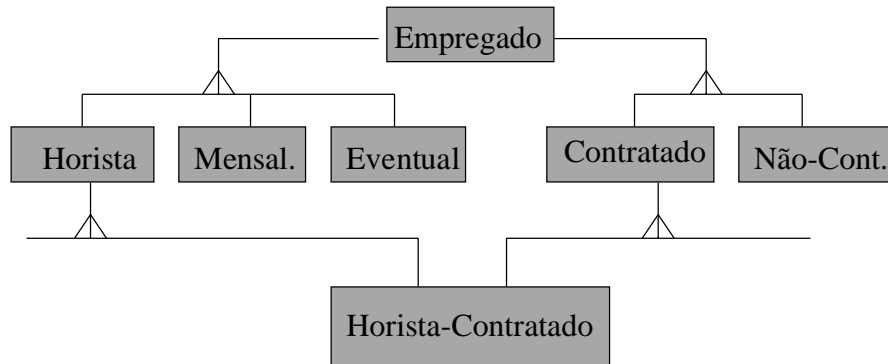 Empregado
Horista
Mensal.
Eventual
Contratado
Não-Cont.
Horista-Contratado